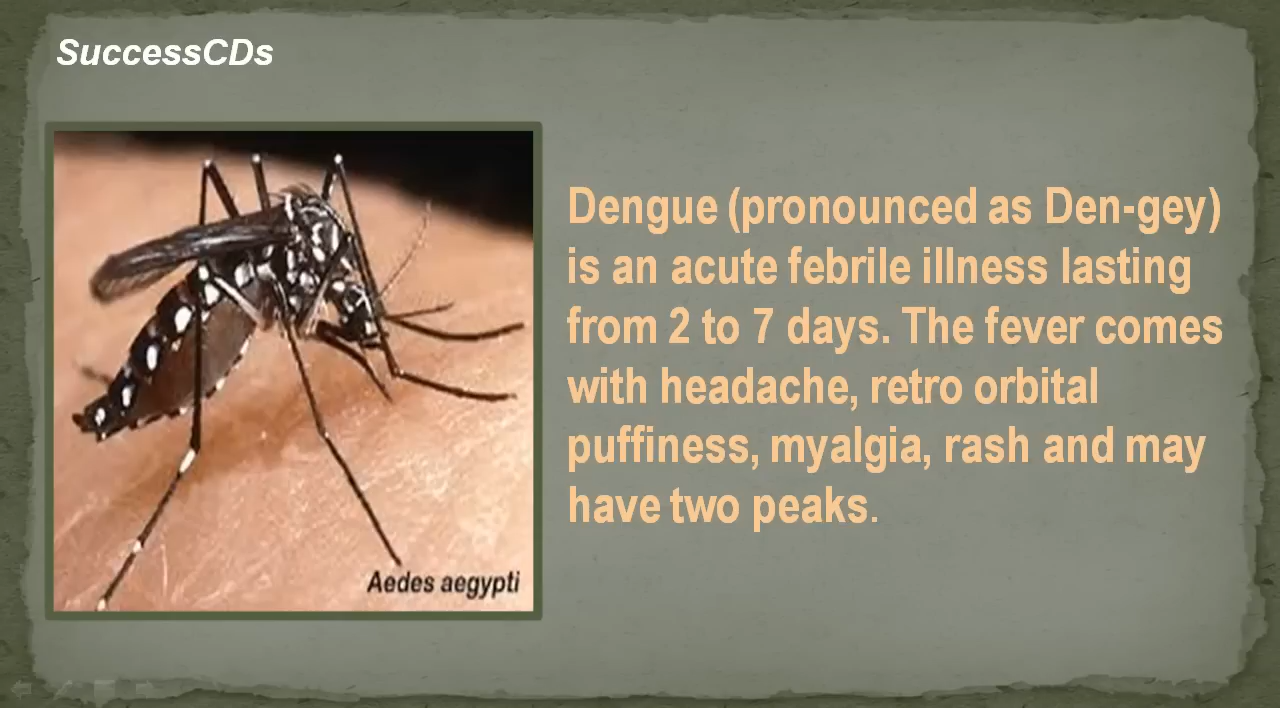 SuccessCDs
Dengue (pronounced as Den-gey)
is an acute febrile illness lasting
from 2 to 7 days. The fever comes
with headache, retro orbital
puffiness, myalgia, rash and may
have two peaks.
Aedes aegypti